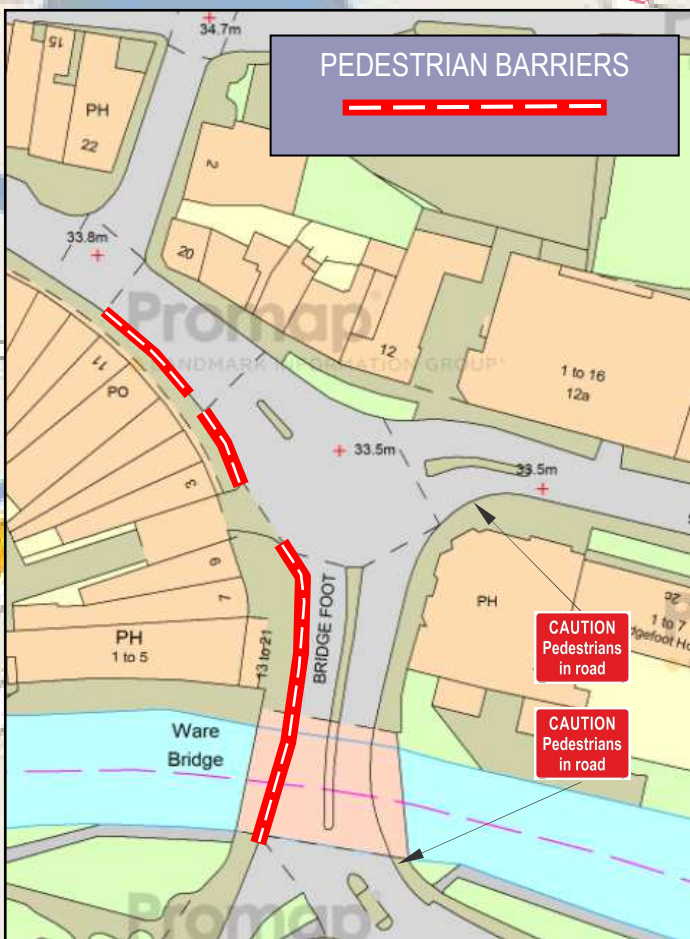 34.7m
PEDESTRIAN BARRIERS
15
PH
22
2
33.8m
20
Promap
LANDMARK INFORMATION GROUP
12
1 to 16
12a
11
PO
33.5m
33.5m
3
6
7
BRIDGE FOOT
PH
PH
1 to 5
13 to 21
CAUTION
Pedestrians
in road
2c
1 to 7
CAUTION
Pedestrians
in road
Ware
Bridge
Promap